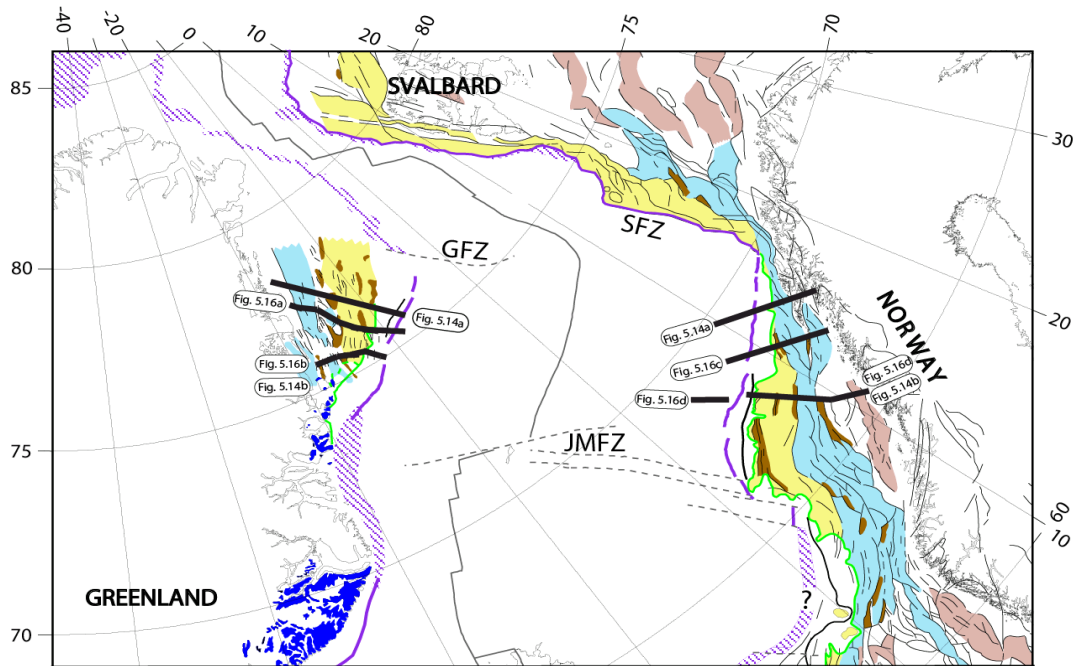 -40
-20
0
10
20
80
75
70
85
SVALBARD
30
SFZ
GFZ
80
Fig. 5.16a
Fig. 5.14a
Fig. 5.14a
NORWAY
20
Fig. 5.16b
Fig. 5.16c
Fig. 5.16d
Fig. 5.14b
Fig. 5.14b
Fig. 5.16d
JMFZ
75
60
10
GREENLAND
?
70